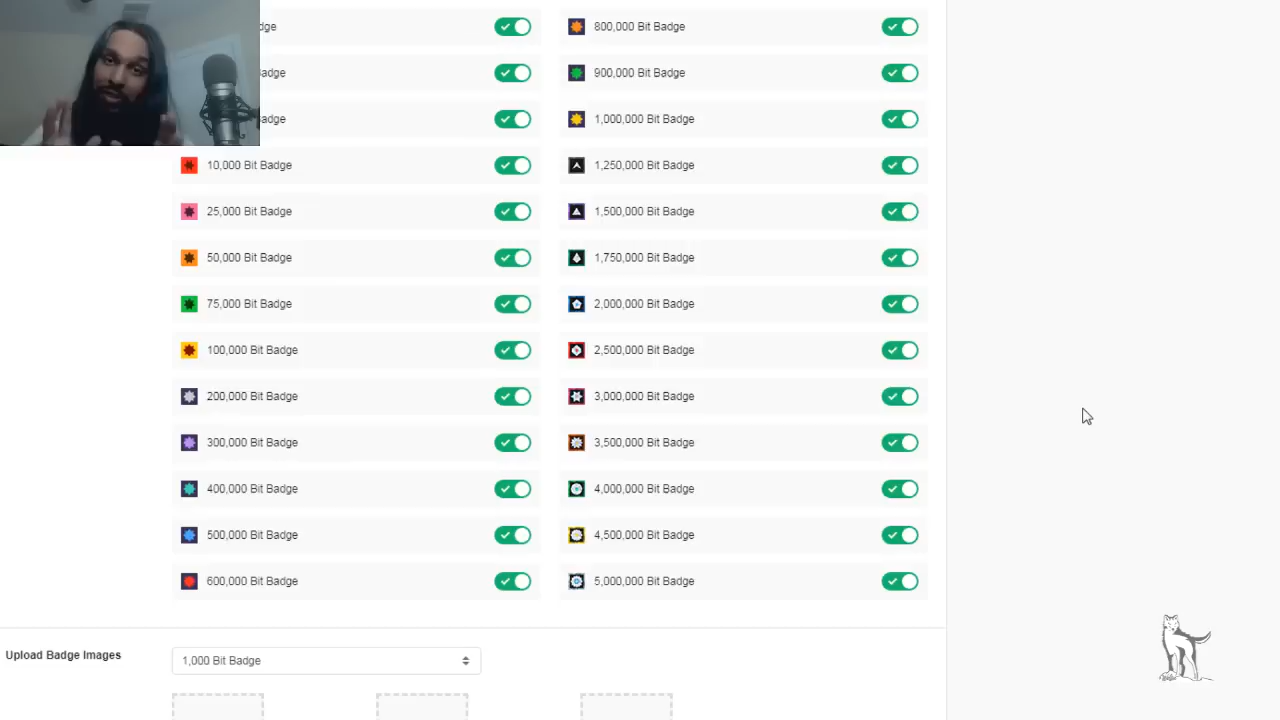 dge
adge
adge
10,000 Bit Badge
25,000 Bit Badge
50,000 Bit Badge
75,000 Bit Badge
100,000 Bit Badge
200,000 Bit Badge
300,000 Bit Badge
400,000 Bit Badge
500,000 Bit Badge
600,000 Bit Badge
800,000 Bit Badge
900,000 Bit Badge
1,000,000 Bit Badge
1,250,000 Bit Badge
1,500,000 Bit Badge
1,750,000 Bit Badge
2,000,000 Bit Badge
2,500,000 Bit Badge
3,000,000 Bit Badge
3,500,000 Bit Badge
4,000,000 Bit Badge
4,500,000 Bit Badge
5,000,000 Bit Badge
Upload Badge Images
1,000 Bit Badge